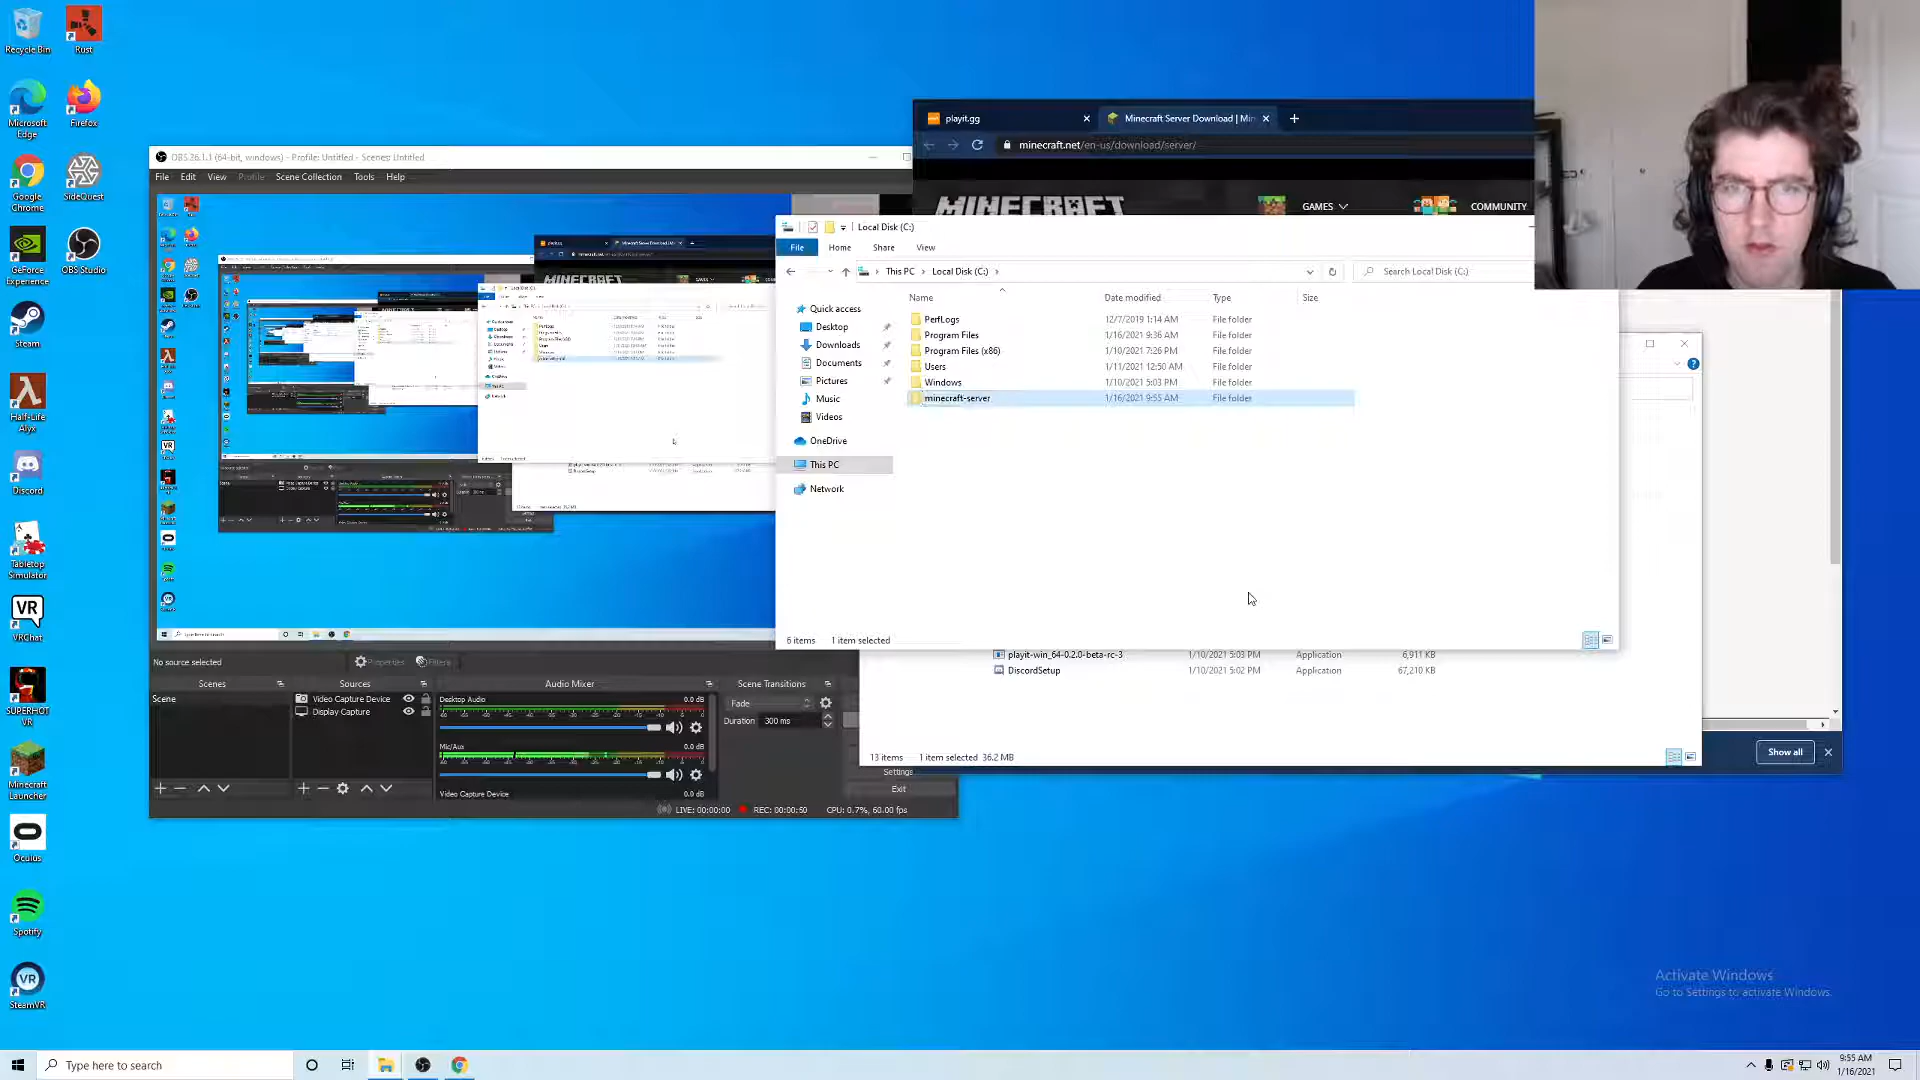 Recycle Bin
Rust
Microsoft Edge
Firefox
Google Chrome
SideQuest
GeForce Experience
OBS Studio
Steam
Half-Life Alyx
Discord
Tabletop Simulator
VR
VRChat
SUPERHOT VR
Minecraft Launcher
Oculus
Spotify
VR
SteamVR
OBS 26.1.1 (64-bit, windows) - Profile: Untitled - Scenes: Untitled
File Edit View Profile Scene Collection Tools Help
No source selected
Properties
Filters
Scenes
Scene
Sources
Video Capture Device
Display Capture
Audio Mixer
Desktop Audio 0.0 dB
Mic/Aux 0.0 dB
Video Capture Device 0.0 dB
Scene Transitions
Fade
Duration 300 ms
Settings
Exit
LIVE: 00:00:00 REC: 00:00:50 CPU: 0.7%, 60.00 fps
playit.gg
Minecraft Server Download | Min
minecraft.net/en-us/download/server/
MINECRAFT
GAMES
COMMUNITY
Local Disk (C:)
File Home Share View
This PC > Local Disk (C:) >
Search Local Disk (C:)
Quick access
Desktop
Downloads
Documents
Pictures
Music
Videos
OneDrive
This PC
Network
Name Date modified Type Size
PerfLogs 12/7/2019 1:14 AM File folder
Program Files 1/16/2021 9:36 AM File folder
Program Files (x86) 1/10/2021 7:26 PM File folder
Users 1/11/2021 12:50 AM File folder
Windows 1/10/2021 5:03 PM File folder
minecraft-server 1/16/2021 9:55 AM File folder
6 items 1 item selected
playit-win_64-0.2.0-beta-rc-3 1/10/2021 5:03 PM Application 6,911 KB
DiscordSetup 1/10/2021 5:02 PM Application 67,210 KB
13 items 1 item selected 36.2 MB
Show all
Activate Windows
Go to Settings to activate Windows.
Type here to search
9:55 AM
1/16/2021